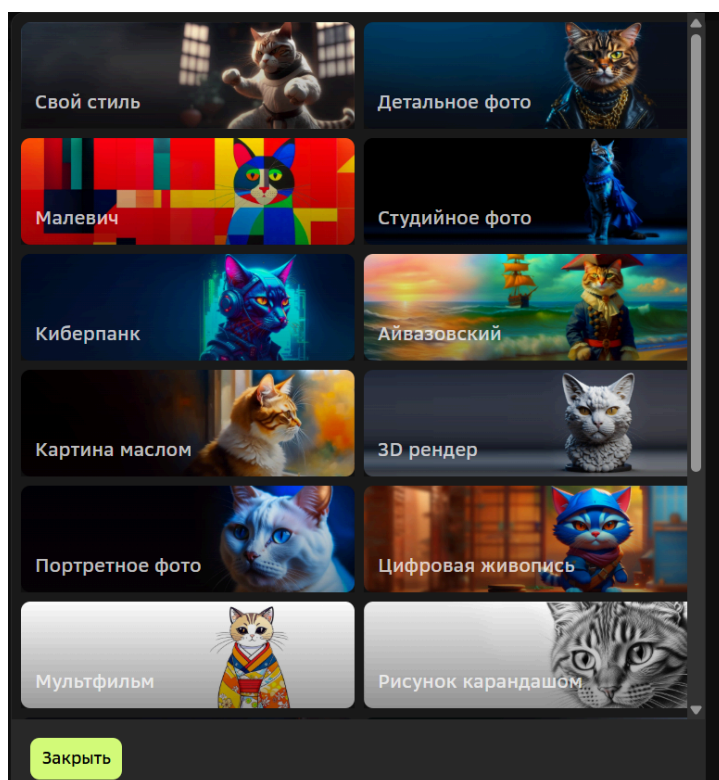 Свой стиль
Детальное фото
Малевич
Студийное фото
Киберпанк
Айвазовский
Картина маслом
3D рендер
Портретное фото
Цифровая живопись
Мультфильм
Рисунок карандашом
Закрыть